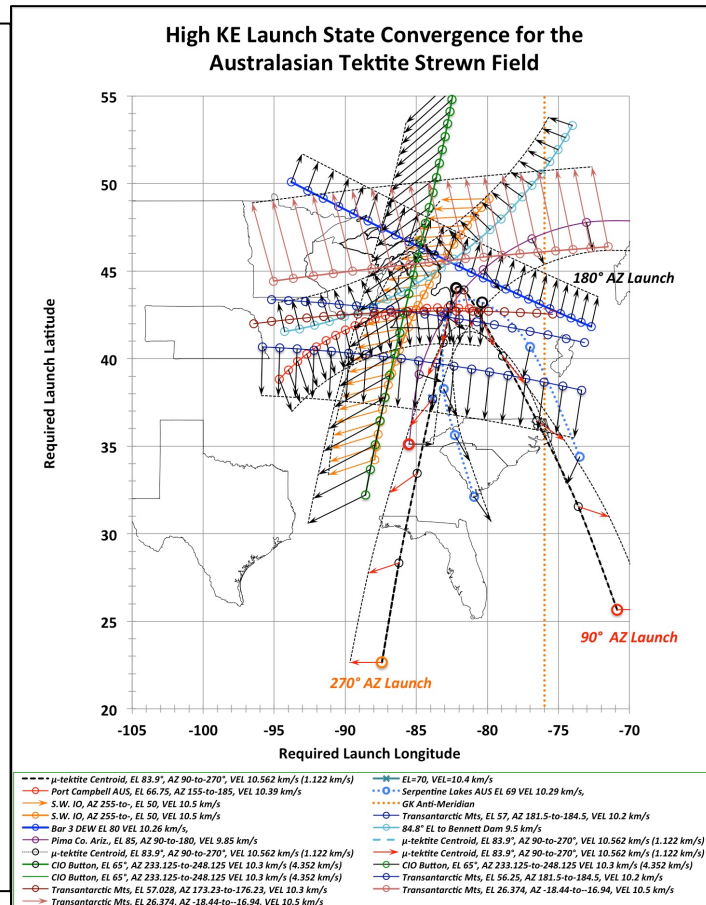 High KE Launch State Convergence for the
Australasian Tektite Strewn Field
55
50
45
40
35
30
25
20
Required Launch Latitude
180° AZ Launch
90° AZ Launch
270° AZ Launch
-105
-100
-95
-90
-85
-80
-75
-70
Required Launch Longitude
μ-tektite Centroid, EL 83.9°, AZ 90-to-270°, VEL 10.562 km/s (1.122 km/s)
Port Campbell AUS, EL 66.75, AZ 155-to-185, VEL 10.39 km/s
S.W. IO, AZ 255-to-, EL 50, VEL 10.5 km/s
S.W. IO, AZ 255-to-, EL 50, VEL 10.5 km/s
Bar 3 DEW EL 80 VEL 10.26 km/s,
Pima Co. Ariz., EL 85, AZ 90-to-180, VEL 9.85 km/s
μ-tektite Centroid, EL 83.9°, AZ 90-to-270°, VEL 10.562 km/s (1.122 km/s)
CIO Button, EL 65°, AZ 233.125-to-248.125 VEL 10.3 km/s (4.352 km/s)
CIO Button, EL 65°, AZ 233.125-to-248.125 VEL 10.3 km/s (4.352 km/s)
Transantarctic Mts, EL 57.028, AZ 173.23-to-176.23, VEL 10.3 km/s
Transantarctic Mts, EL 26.374, AZ -18.44-to--16.94, VEL 10.5 km/s
EL=70, VEL=10.4 km/s
Serpentine Lakes AUS EL 69 VEL 10.29 km/s,
GK Anti-Meridian
Transantarctic Mts, EL 57, AZ 181.5-to-184.5, VEL 10.2 km/s
84.8° EL to Bennett Dam 9.5 km/s
μ-tektite Centroid, EL 83.9°, AZ 90-to-270°, VEL 10.562 km/s (1.122 km/s)
μ-tektite Centroid, EL 83.9°, AZ 90-to-270°, VEL 10.562 km/s (1.122 km/s)
CIO Button, EL 65°, AZ 233.125-to-248.125 VEL 10.3 km/s (4.352 km/s)
Transantarctic Mts, EL 56.25, AZ 181.5-to-184.5, VEL 10.2 km/s
Transantarctic Mts, EL 26.374, AZ -18.44-to--16.94, VEL 10.5 km/s